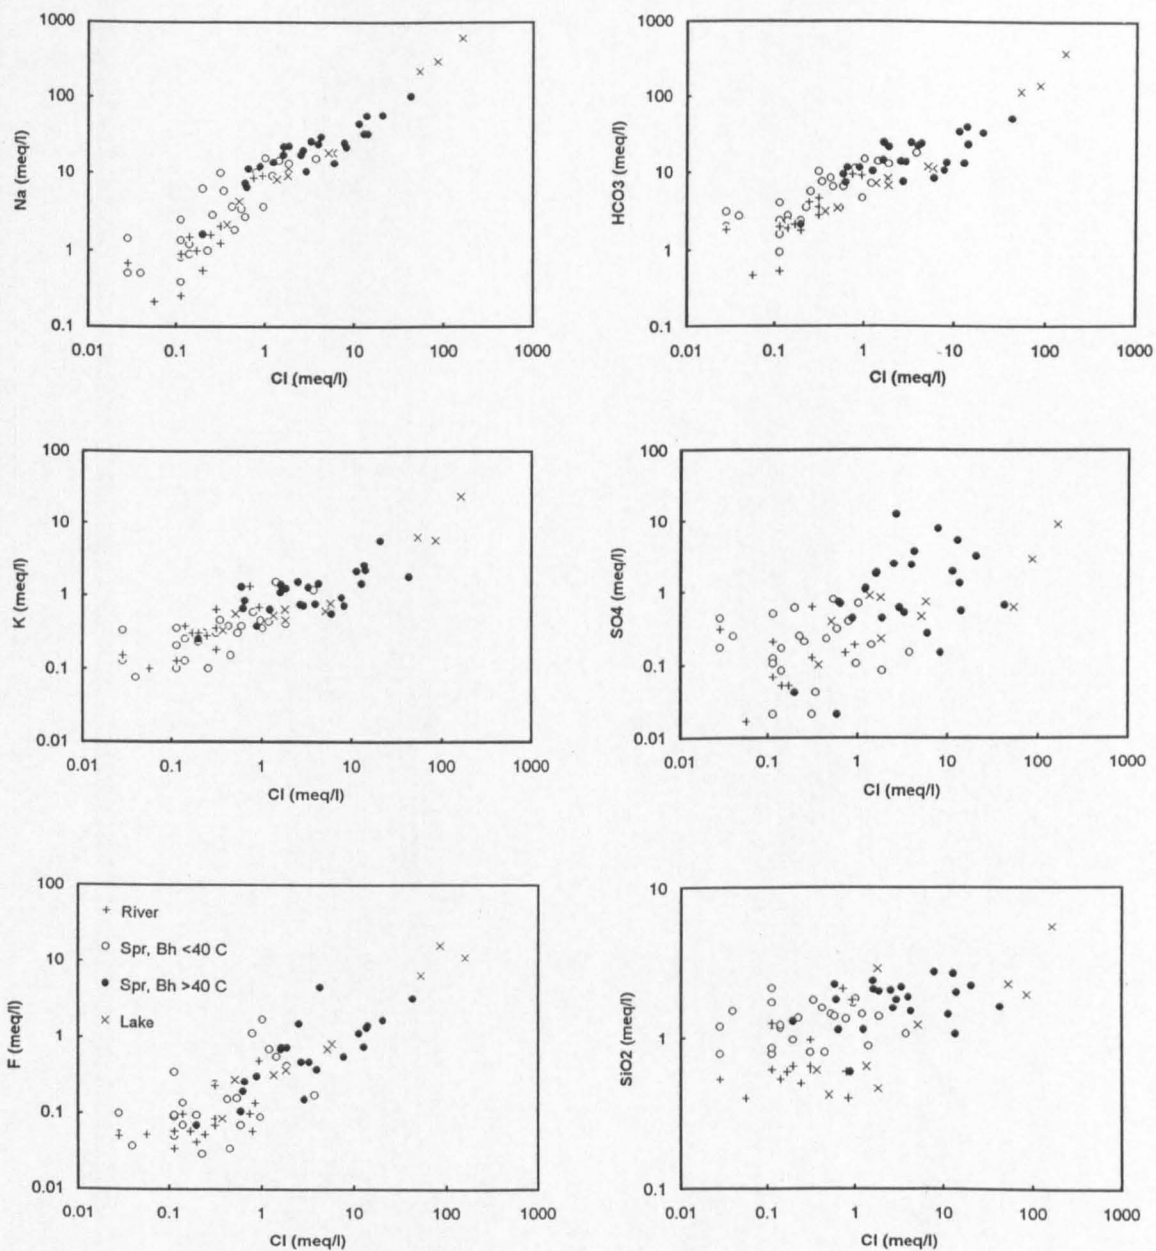 1000
100
10
1
0.1
Na (meq/l)
0.01 0.1 1 10 100 1000
Cl (meq/l)
1000
100
10
1
0.1
HCO3 (meq/l)
0.01 0.1 1 10 100 1000
Cl (meq/l)
100
10
1
0.1
0.01
K (meq/l)
0.01 0.1 1 10 100 1000
Cl (meq/l)
100
10
1
0.1
0.01
SO4 (meq/l)
0.01 0.1 1 10 100 1000
Cl (meq/l)
100
10
1
0.1
0.01
F (meq/l)
River
Spr, Bh <40 C
Spr, Bh >40 C
Lake
0.01 0.1 1 10 100 1000
Cl (meq/l)
10
1
0.1
SiO2 (meq/l)
0.01 0.1 1 10 100 1000
Cl (meq/l)